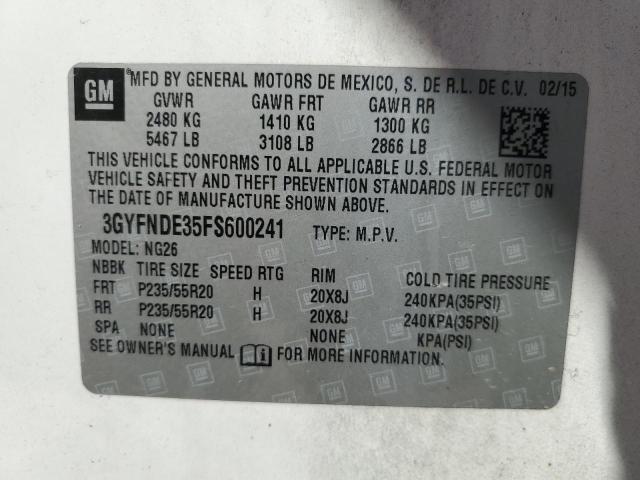 GM® MFD BY GENERAL MOTORS DE MEXICO, S. DE R.L. DE C.V. 02/15
GVWR GAWR FRT GAWR RR
2480 KG 1410 KG 1300 KG
5467 LB 3108 LB 2866 LB
THIS VEHICLE CONFORMS TO ALL APPLICABLE U.S. FEDERAL MOTOR
VEHICLE SAFETY AND THEFT PREVENTION STANDARDS IN EFFECT ON
THE DATE OF MANUFACTURE SHOWN ABOVE.
3GYFNDE35FS600241 TYPE: M.P.V.
MODEL: NG26
NBBK TIRE SIZE SPEED RTG RIM COLD TIRE PRESSURE
FRT P235/55R20 H 20X8J 240KPA(35PSI)
RR P235/55R20 H 20X8J 240KPA(35PSI)
SPA NONE NONE KPA(PSI)
SEE OWNER'S MANUAL FOR MORE INFORMATION.